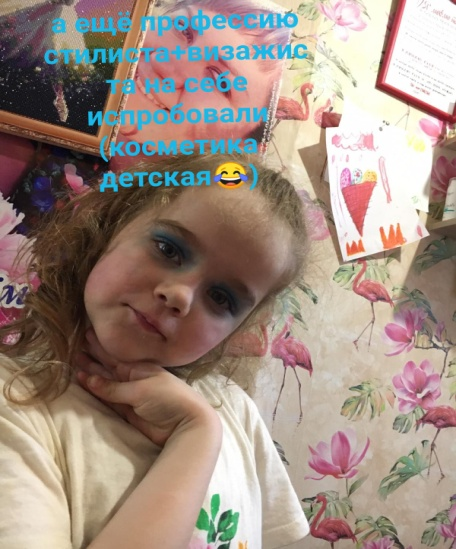 а ещё профессию
стилиста+визажис
та на себе
испробовали
(косметика
детская😂)